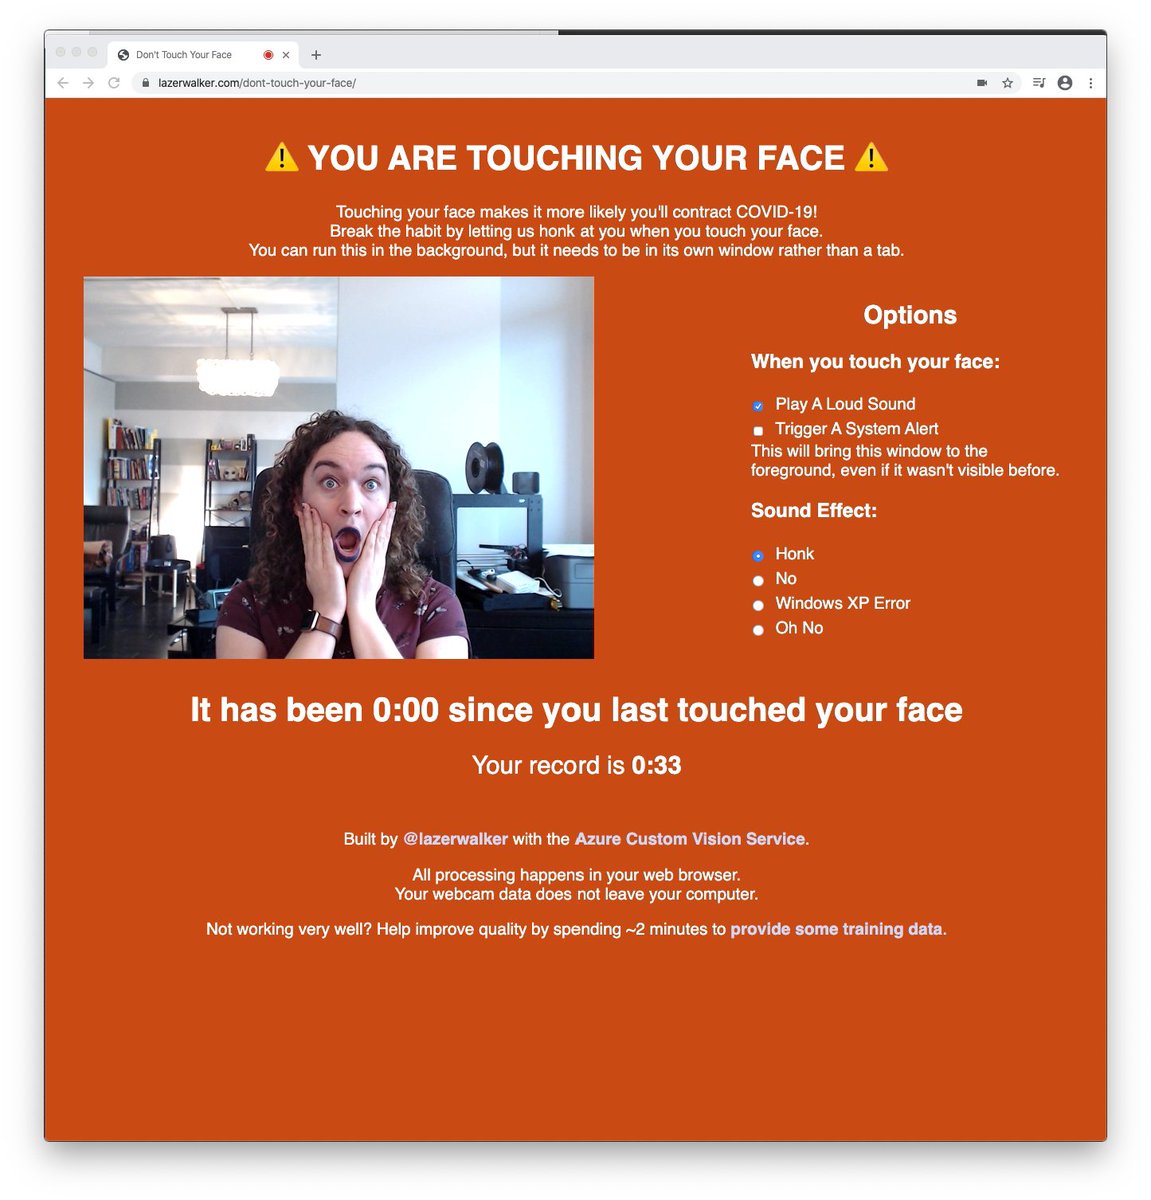 Don't Touch Your Face
lazerwalker.com/dont-touch-your-face/
⚠️ YOU ARE TOUCHING YOUR FACE ⚠️
Touching your face makes it more likely you'll contract COVID-19!
Break the habit by letting us honk at you when you touch your face.
You can run this in the background, but it needs to be in its own window rather than a tab.
Options
When you touch your face:
Play A Loud Sound
Trigger A System Alert
This will bring this window to the
foreground, even if it wasn't visible before.
Sound Effect:
Honk
No
Windows XP Error
Oh No
It has been 0:00 since you last touched your face
Your record is 0:33
Built by @lazerwalker with the Azure Custom Vision Service.
All processing happens in your web browser.
Your webcam data does not leave your computer.
Not working very well? Help improve quality by spending ~2 minutes to provide some training data.